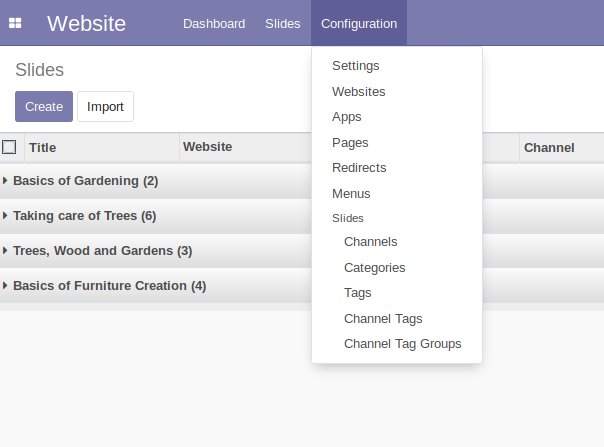 Website Dashboard Slides Configuration
Slides
Create Import
Title Website Channel
Basics of Gardening (2)
Taking care of Trees (6)
Trees, Wood and Gardens (3)
Basics of Furniture Creation (4)
Settings
Websites
Apps
Pages
Redirects
Menus
Slides
Channels
Categories
Tags
Channel Tags
Channel Tag Groups